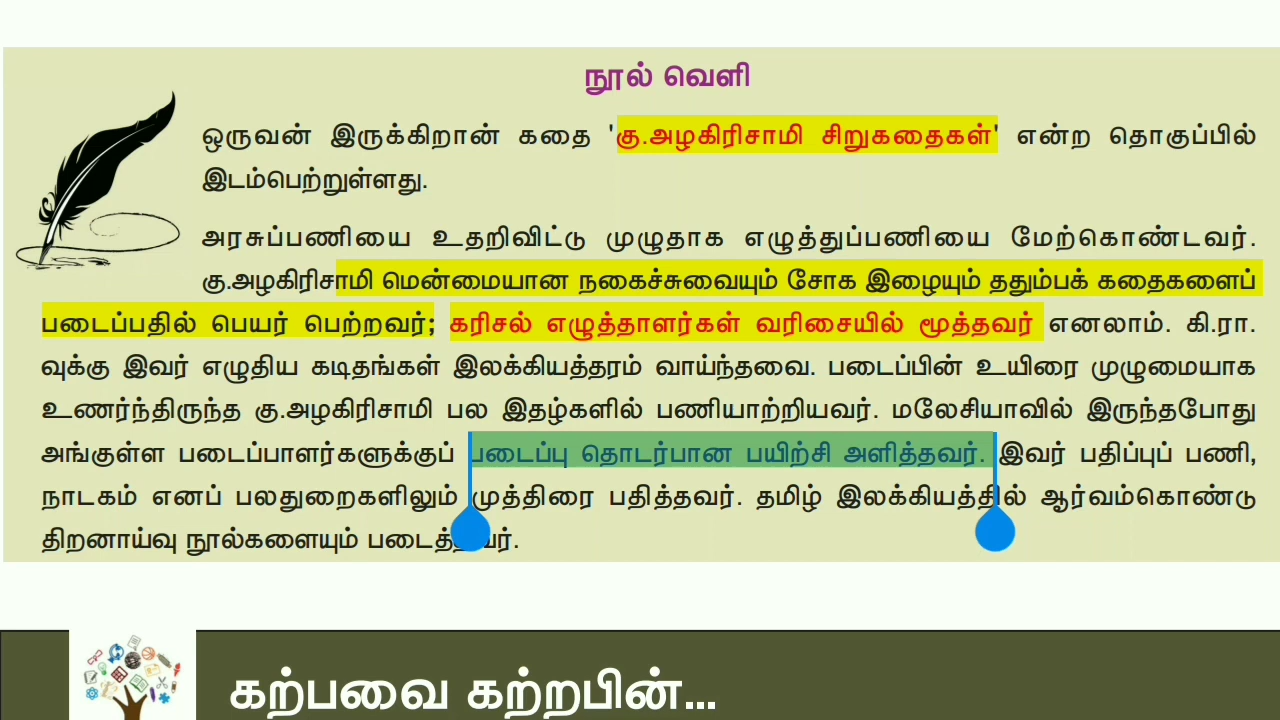 நூல் வெளி
ஒருவன் இருக்கிறான் கதை 'கு.அழகிரிசாமி சிறுகதைகள்' என்ற தொகுப்பில்
இடம்பெற்றுள்ளது.
அரசுப்பணியை உதறிவிட்டு முழுதாக எழுத்துப்பணியை மேற்கொண்டவர்.
கு.அழகிரிசாமி மென்மையான நகைச்சுவையும் சோக இழையும் ததும்பக் கதைகளைப்
படைப்பதில் பெயர் பெற்றவர்; கரிசல் எழுத்தாளர்கள் வரிசையில் மூத்தவர் எனலாம். கி.ரா.
வுக்கு இவர் எழுதிய கடிதங்கள் இலக்கியத்தரம் வாய்ந்தவை. படைப்பின் உயிரை முழுமையாக
உணர்ந்திருந்த கு.அழகிரிசாமி பல இதழ்களில் பணியாற்றியவர். மலேசியாவில் இருந்தபோது
அங்குள்ள படைப்பாளர்களுக்குப் படைப்பு தொடர்பான பயிற்சி அளித்தவர். இவர் பதிப்புப் பணி,
நாடகம் எனப் பலதுறைகளிலும் முத்திரை பதித்தவர். தமிழ் இலக்கியத்தில் ஆர்வம்கொண்டு
திறனாய்வு நூல்களையும் படைத்தவர்.
கற்பவை கற்றபின்...